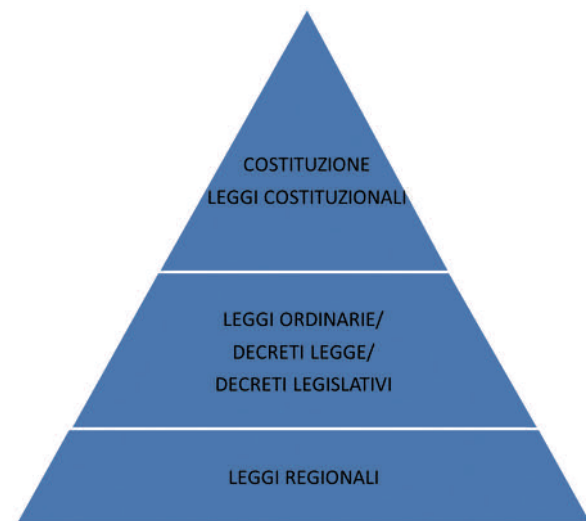 COSTITUZIONE
LEGGI COSTITUZIONALI
LEGGI ORDINARIE/
DECRETI LEGGE/
DECRETI LEGISLATIVI
LEGGI REGIONALI